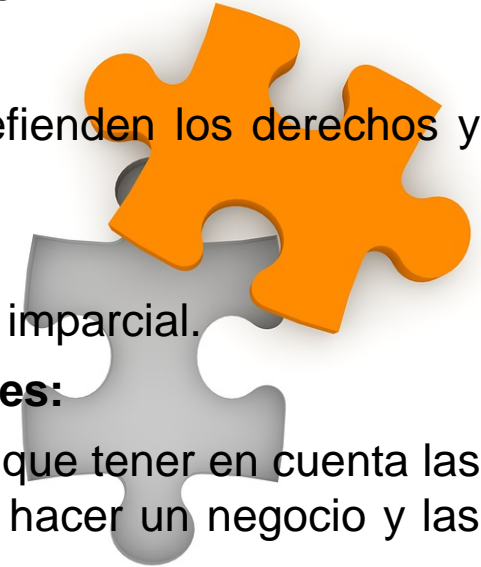 efienden los derechos y
imparcial.
es:
que tener en cuenta las
hacer un negocio y las